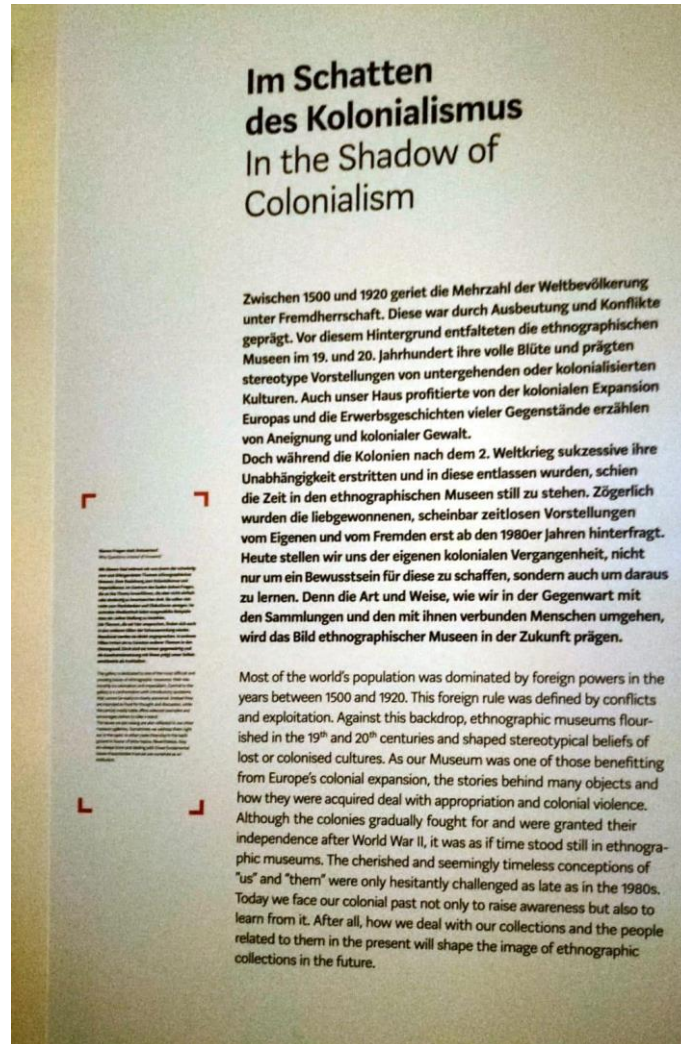 Im Schatten
des Kolonialismus
In the Shadow of
Colonialism
Zwischen 1500 und 1920 geriet die Mehrzahl der Weltbevölkerung
unter Fremdherrschaft. Diese war durch Ausbeutung und Konflikte
geprägt. Vor diesem Hintergrund entfalteten die ethnographischen
Museen im 19. und 20. Jahrhundert ihre volle Blüte und prägten
stereotype Vorstellungen von untergehenden oder kolonialisierten
Kulturen. Auch unser Haus profitierte von der kolonialen Expansion
Europas und die Erwerbsgeschichten vieler Gegenstände erzählen
von Aneignung und kolonialer Gewalt.
Doch während die Kolonien nach dem 2. Weltkrieg sukzessive ihre
Unabhängigkeit erstritten und in diese entlassen wurden, schien
die Zeit in den ethnographischen Museen still zu stehen. Zögerlich
wurden die liebgewonnenen, scheinbar zeitlosen Vorstellungen
vom Eigenen und vom Fremden erst ab den 1980er Jahren hinterfragt.
Heute stellen wir uns der eigenen kolonialen Vergangenheit, nicht
nur um ein Bewusstsein für diese zu schaffen, sondern auch um daraus
zu lernen. Denn die Art und Weise, wie wir in der Gegenwart mit
den Sammlungen und den mit ihnen verbunden Menschen umgehen,
wird das Bild ethnographischer Museen in der Zukunft prägen.
Most of the world's population was dominated by foreign powers in the
years between 1500 and 1920. This foreign rule was defined by conflicts
and exploitation. Against this backdrop, ethnographic museums flour-
ished in the 19th and 20th centuries and shaped stereotypical beliefs of
lost or colonised cultures. As our Museum was one of those benefitting
from Europe's colonial expansion, the stories behind many objects and
how they were acquired deal with appropriation and colonial violence.
Although the colonies gradually fought for and were granted their
independence after World War II, it was as if time stood still in ethnogra-
phic museums. The cherished and seemingly timeless conceptions of
"us" and "them" were only hesitantly challenged as late as in the 1980s.
Today we face our colonial past not only to raise awareness but also to
learn from it. After all, how we deal with our collections and the people
related to them in the present will shape the image of ethnographic
collections in the future.